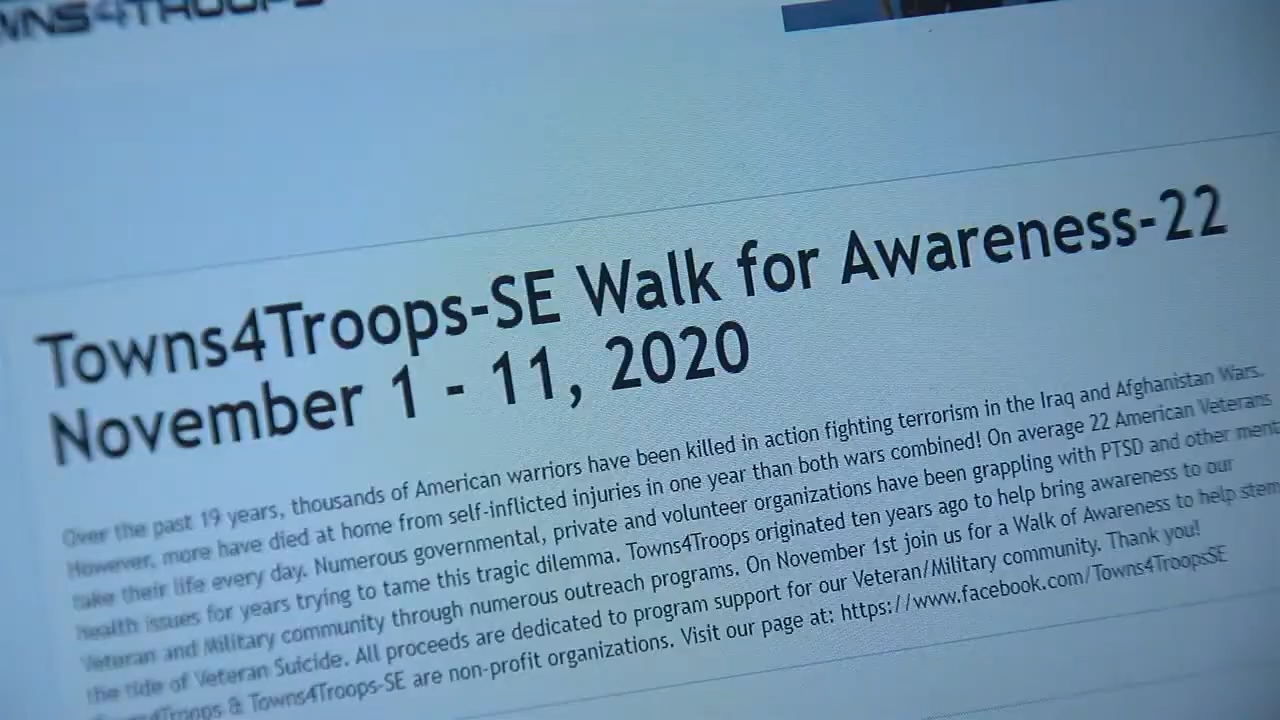 WNS4TROOPS
Towns4Troops-SE Walk for Awareness-22
November 1 - 11, 2020
Over the past 19 years, thousands of American warriors have been killed in action fighting terrorism in the Iraq and Afghanistan Wars.
However, more have died at home from self-inflicted injuries in one year than both wars combined! On average 22 American Veterans
take their life every day. Numerous governmental, private and volunteer organizations have been grappling with PTSD and other ment
health issues for years trying to tame this tragic dilemma. Towns4Troops originated ten years ago to help bring awareness to our
Veteran and Military community through numerous outreach programs. On November 1st join us for a Walk of Awareness to help stem
the tide of Veteran Suicide. All proceeds are dedicated to program support for our Veteran/Military community. Thank you!
Towns4Troops & Towns4Troops-SE are non-profit organizations. Visit our page at: https://www.facebook.com/Towns4TroopsSE